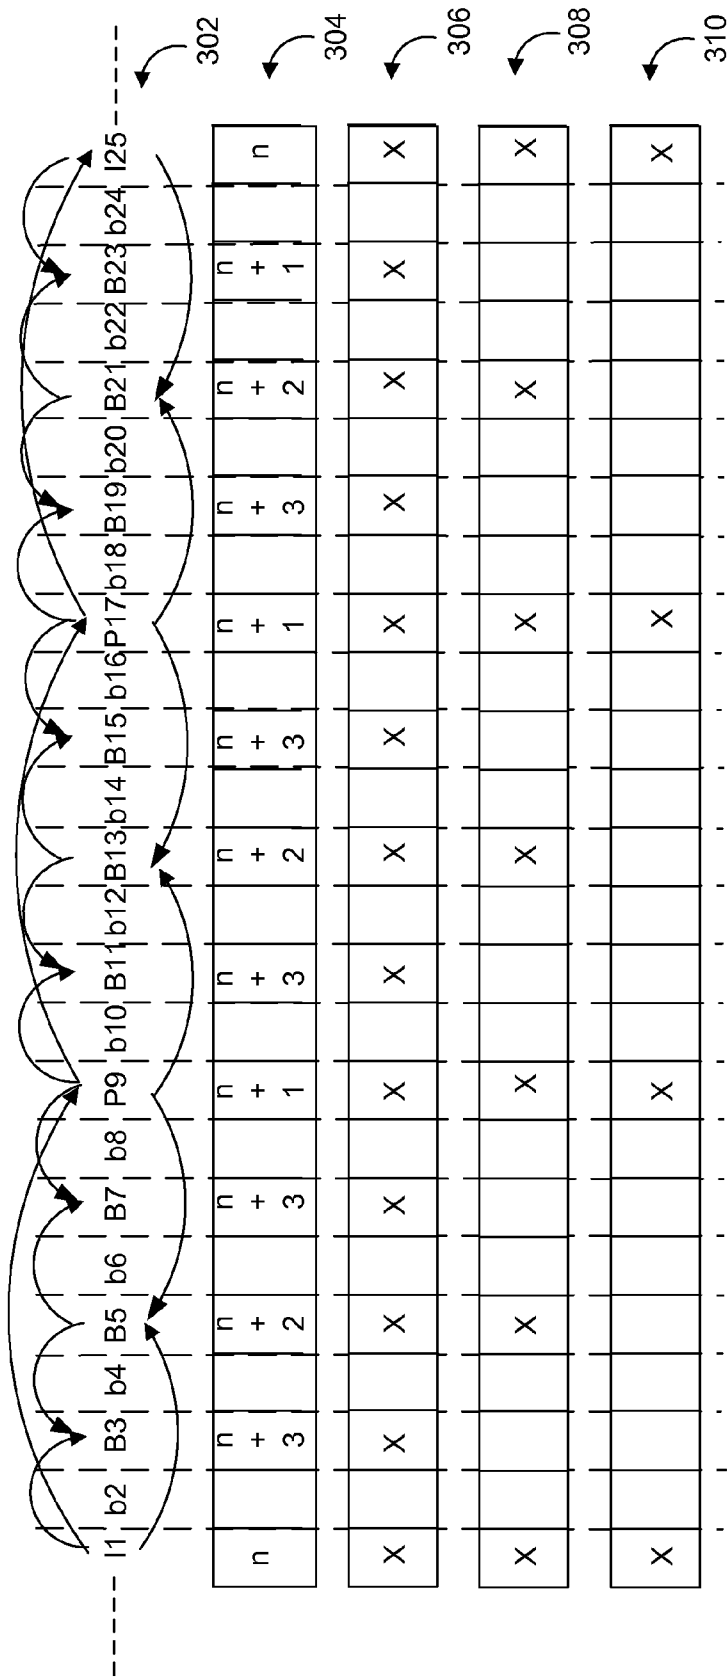 I1 b2 B3 b4 B5 b6 B7 b8 P9 b10 B11 b12 B13 b14 B15 b16 P17 b18 B19 b20 B21 b22 B23 b24 I25 302
n n + 3 n + 2 n + 3 n + 1 n + 3 n + 2 n + 3 n + 1 n + 3 n + 2 n + 1 n 304
X X X X X X X X X X X X X 306
X X X X X X X 308
X X X X 310